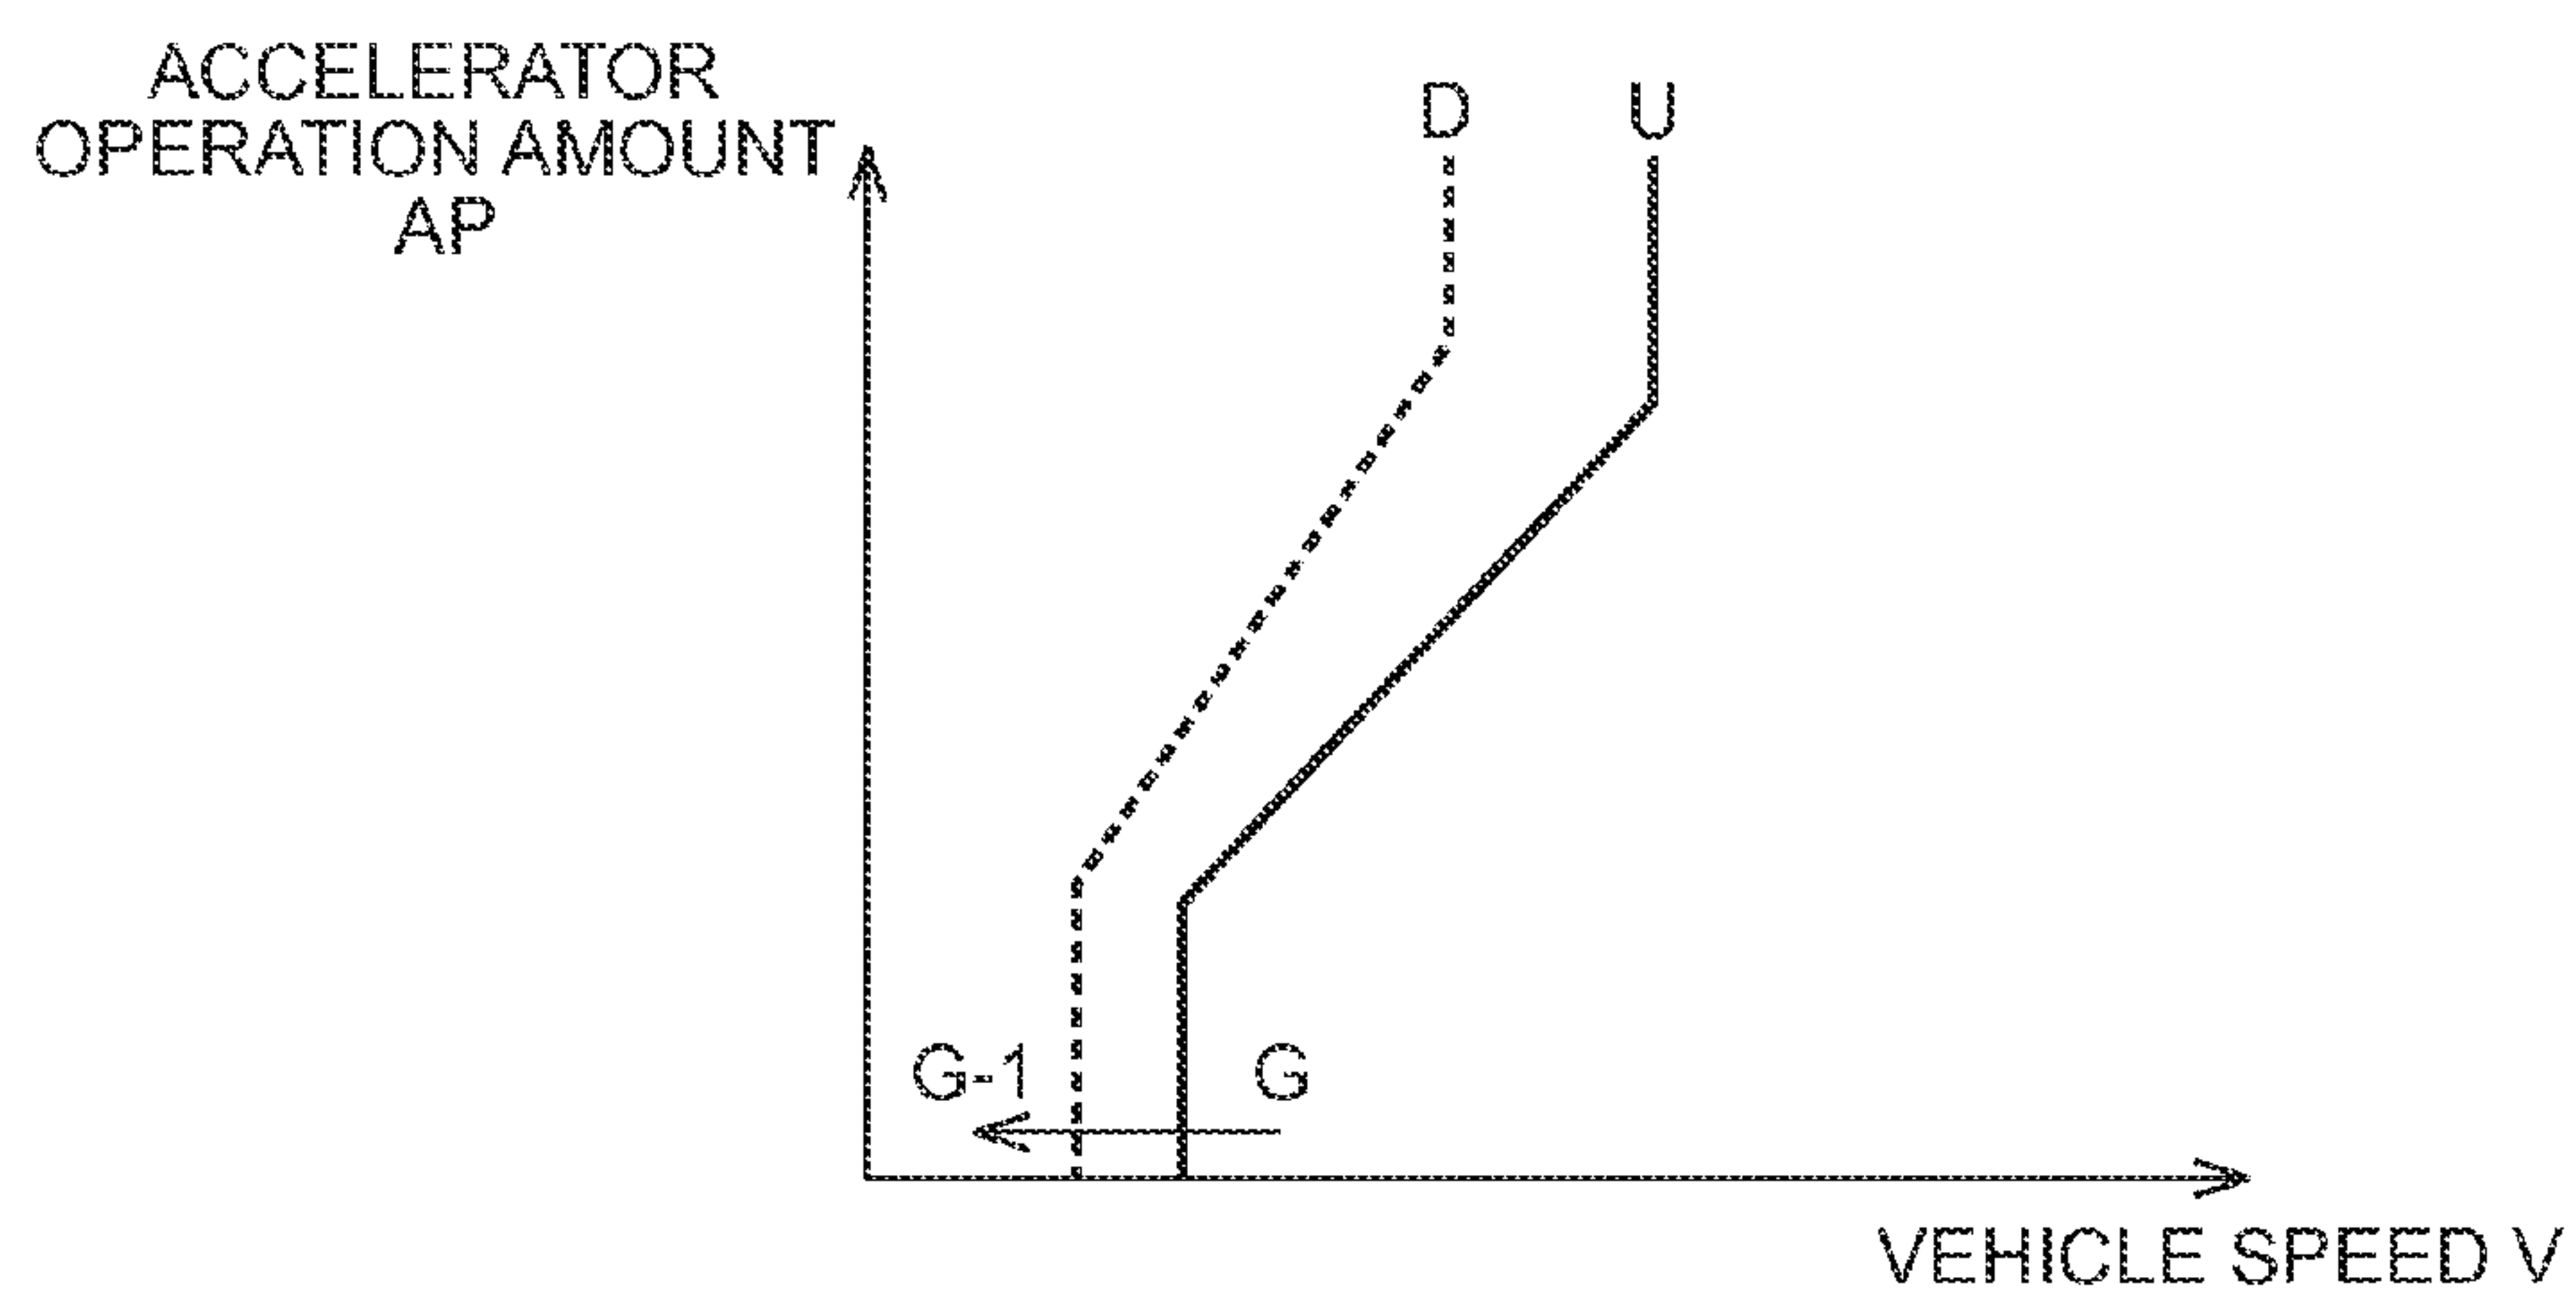 ACCELERATOR
OPERATION AMOUNT
AP
D
U
G-1
G
VEHICLE SPEED V